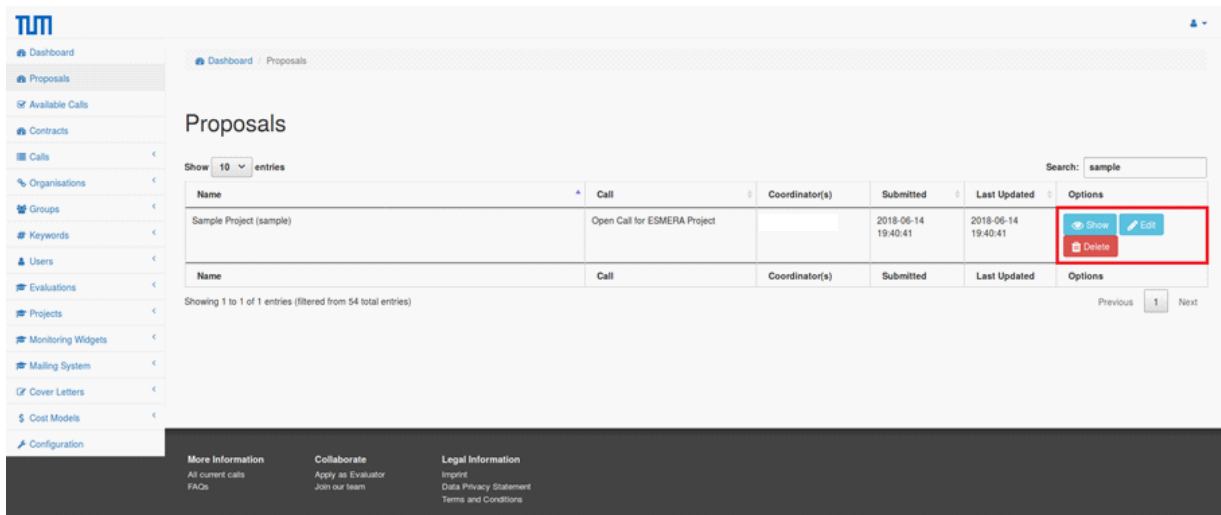 TUM
Dashboard
Proposals
Available Calls
Contracts
Calls
Organisations
Groups
Keywords
Users
Evaluations
Projects
Monitoring Widgets
Mailing System
Cover Letters
Cost Models
Configuration
Dashboard / Proposals
Proposals
Show 10 entries
Search: sample
Name Call Coordinator(s) Submitted Last Updated Options
Sample Project (sample) Open Call for ESMERA Project 2018-06-14 2018-06-14 Show Edit
19:40:41 19:40:41 Delete
Name Call Coordinator(s) Submitted Last Updated Options
Showing 1 to 1 of 1 entries (filtered from 54 total entries)
Previous 1 Next
More Information Collaborate Legal Information
All current calls Apply as Evaluator Imprint
FAQs Join our team Data Privacy Statement
Terms and Conditions